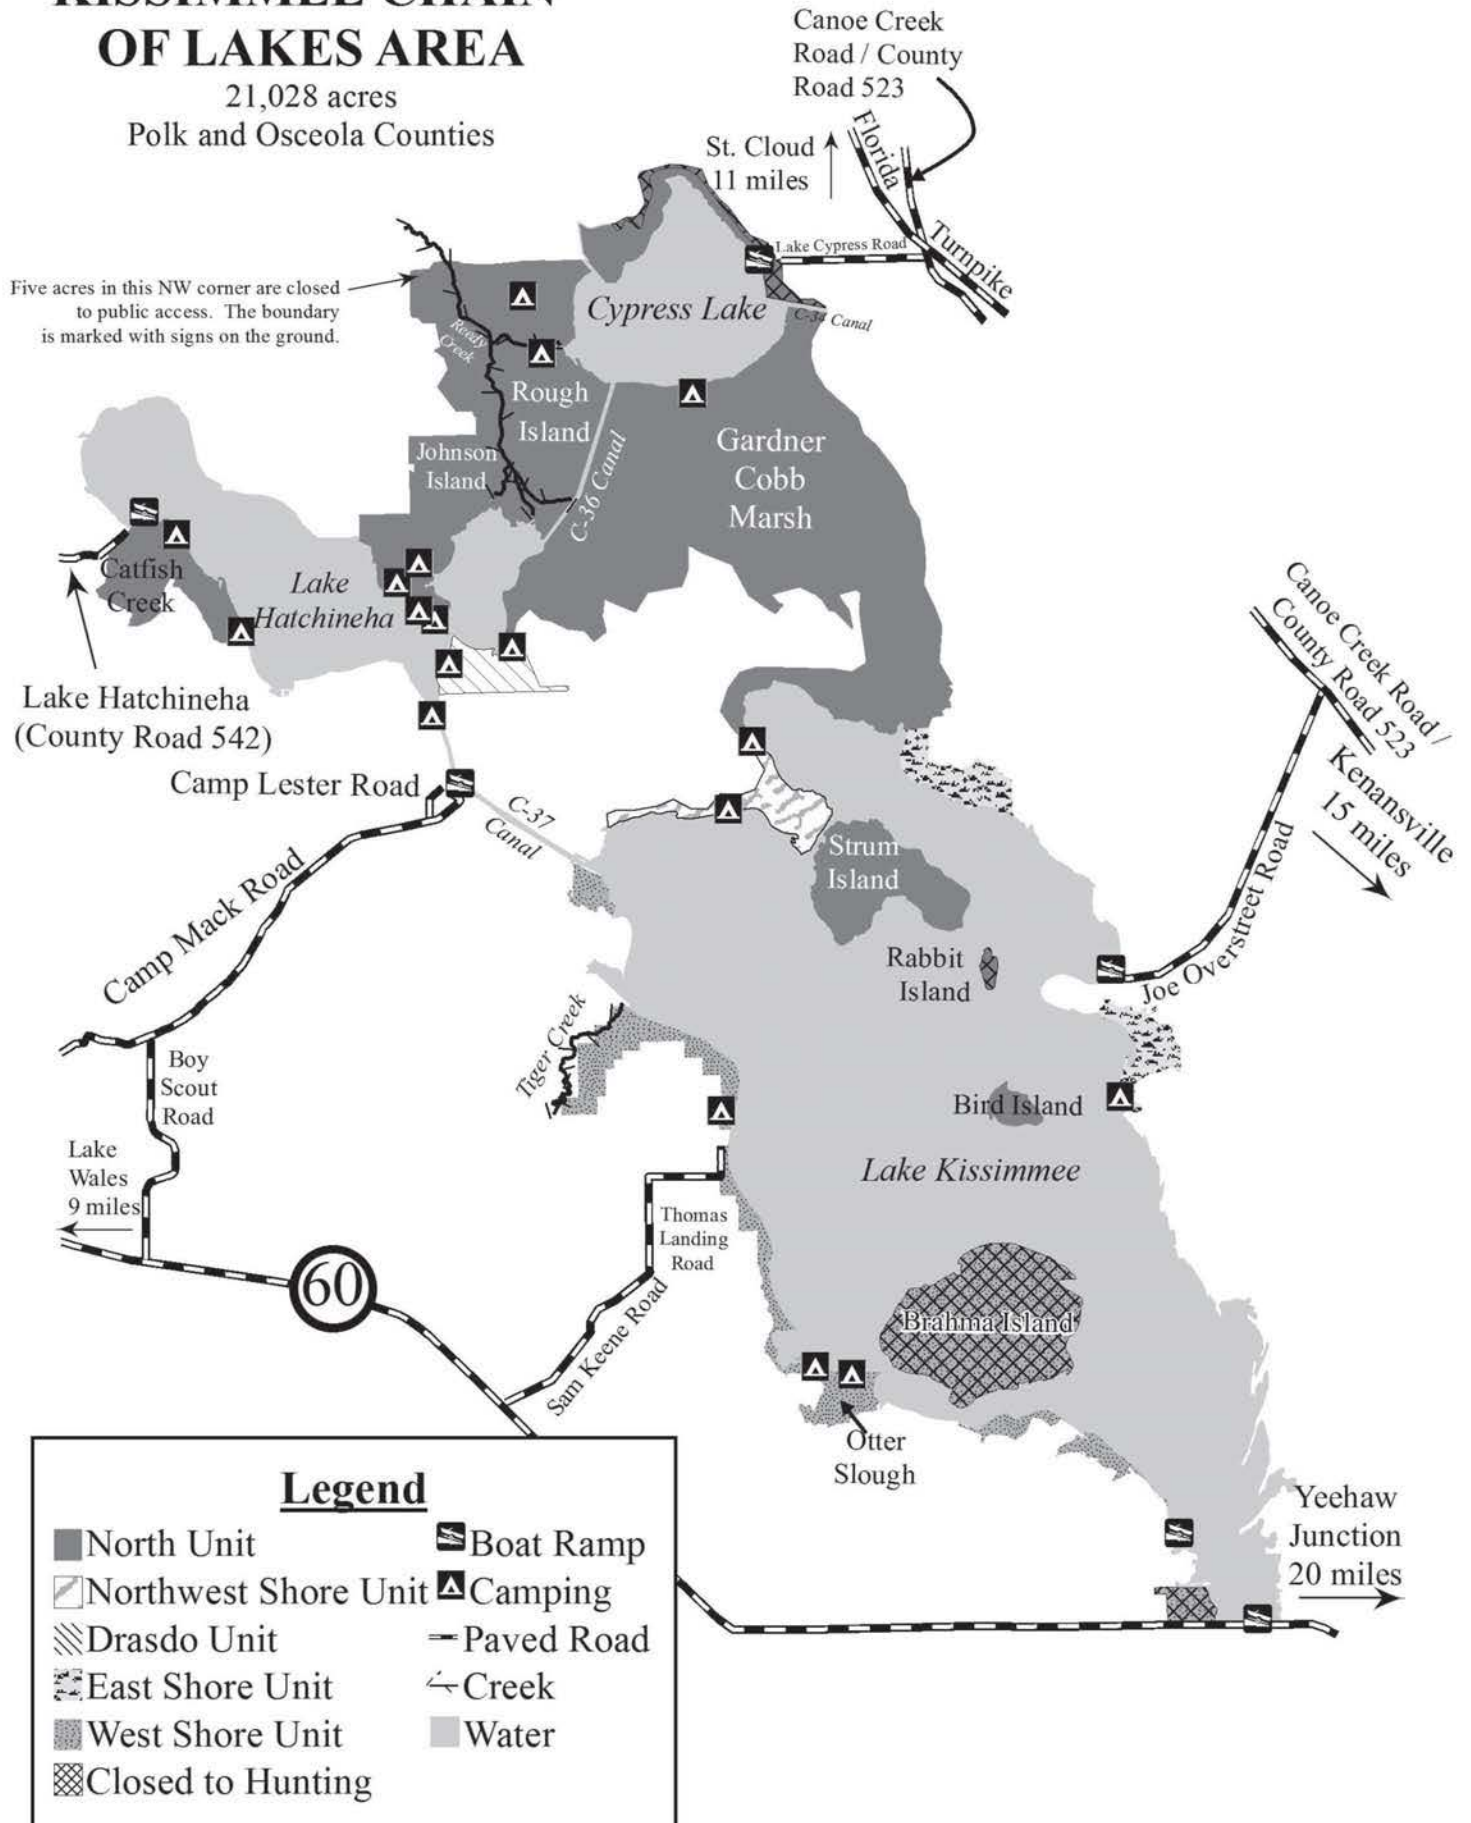 KISSIMMEE CHAIN
OF LAKES AREA
21,028 acres
Polk and Osceola Counties
Canoe Creek
Road / County
Road 523
St. Cloud
11 miles
Florida
Turnpike
Lake Cypress Road
Five acres in this NW corner are closed
to public access. The boundary
is marked with signs on the ground.
Cypress Lake
C-34 Canal
Reedy
Creek
Rough
Island
Johnson
Island
C-36 Canal
Gardner
Cobb
Marsh
Catfish
Creek
Lake
Hatchineha
Lake Hatchineha
(County Road 542)
Canoe Creek Road /
County Road 523
Kenansville
15 miles
Camp Lester Road
C-37
Canal
Camp Mack Road
Strum
Island
Rabbit
Island
Joe Overstreet Road
Tiger Creek
Boy
Scout
Road
Bird Island
Lake
Wales
9 miles
Lake Kissimmee
Thomas
Landing
Road
60
Sam Keene Road
Brahma Island
Otter
Slough
Yeehaw
Junction
20 miles
Legend
North Unit
Northwest Shore Unit
Drasdo Unit
East Shore Unit
West Shore Unit
Closed to Hunting
Boat Ramp
Camping
Paved Road
Creek
Water